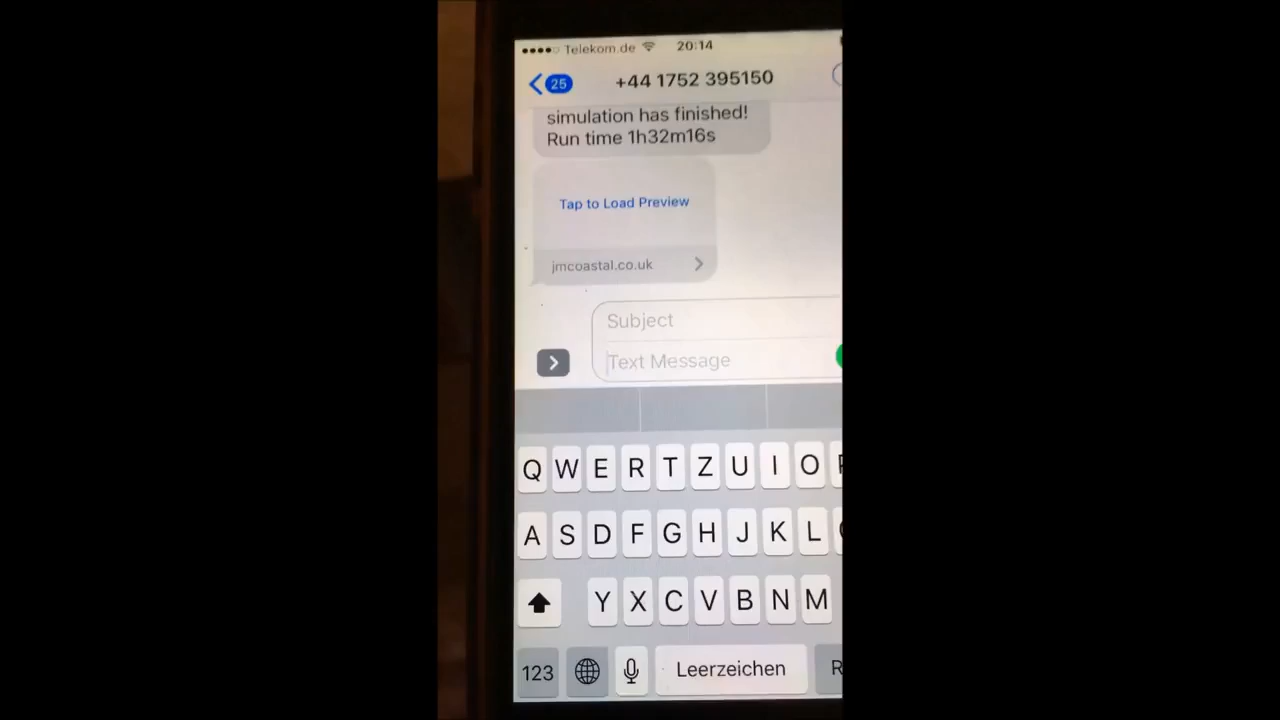 Telekom.de 20:14
25 +44 1752 395150
simulation has finished!
Run time 1h32m16s
Tap to Load Preview
jmcoastal.co.uk
Subject
Text Message
Q W E R T Z U I O
A S D F G H J K L
Y X C V B N M
123 Leerzeichen R